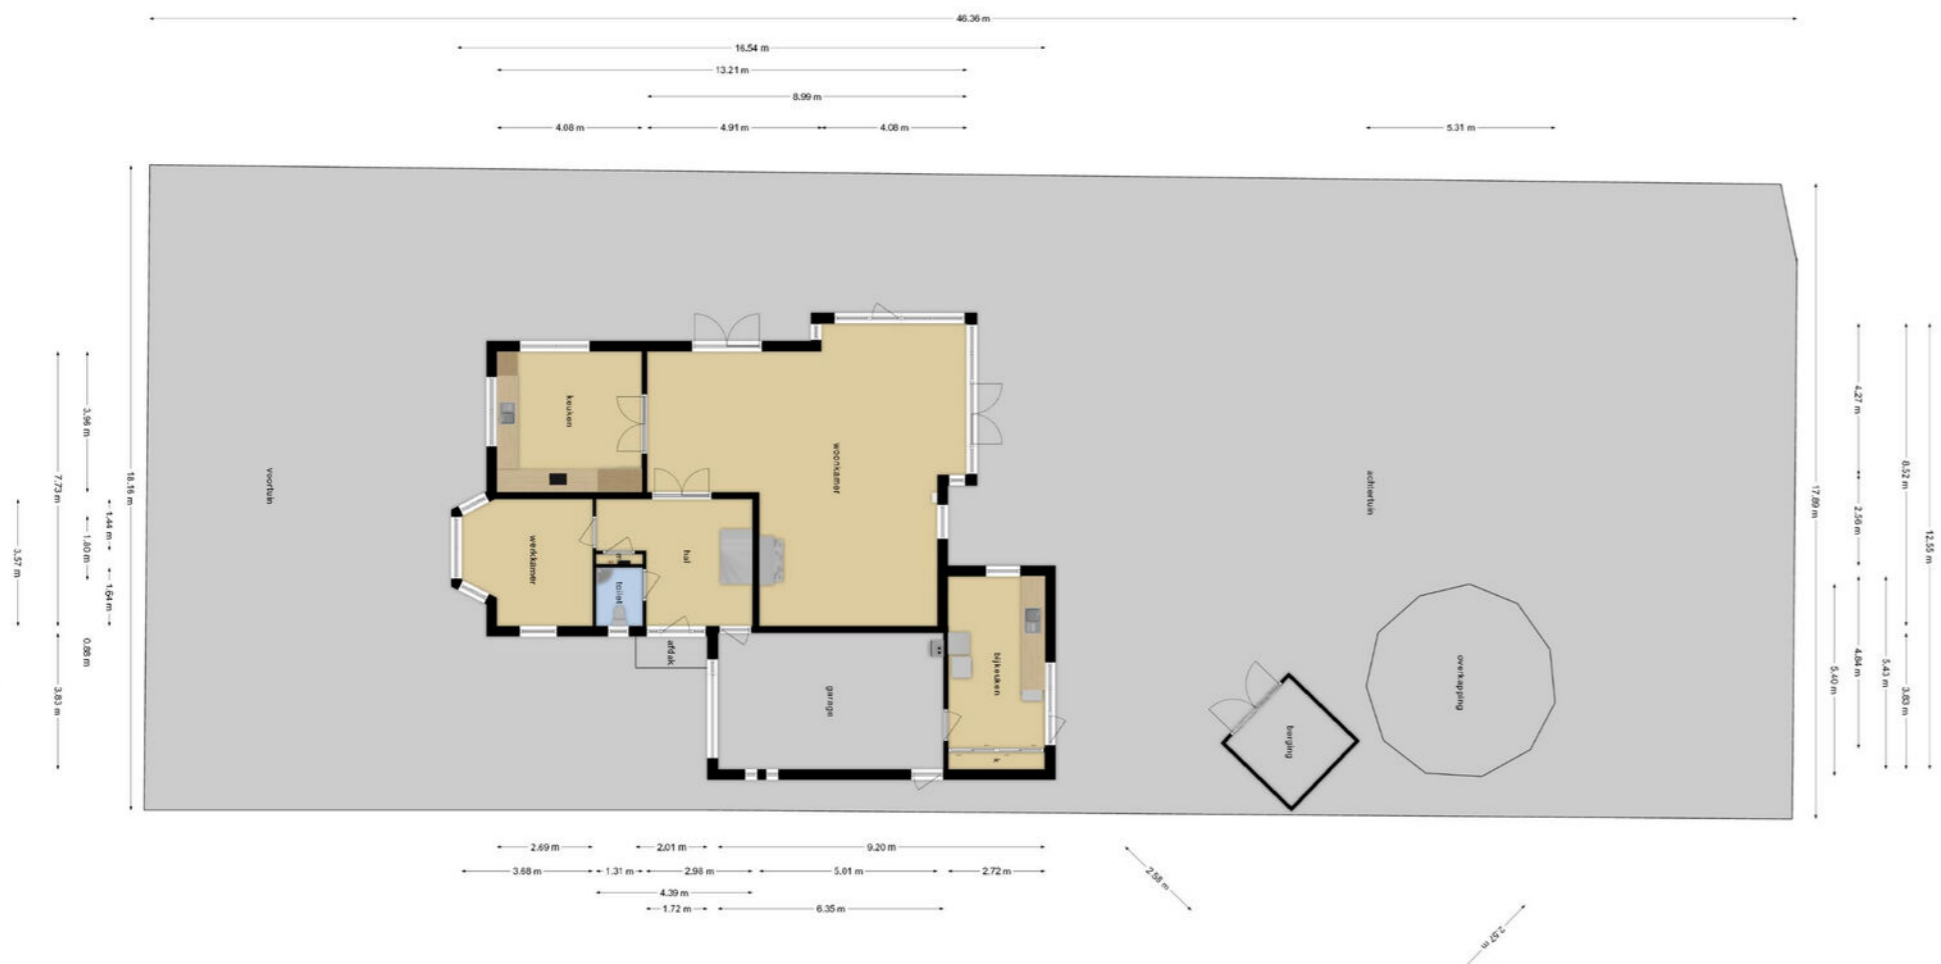 46.36 m
16.54 m
13.21 m
8.99 m
4.08 m
4.91 m
4.08 m
5.31 m
voortuin
achtertuin
keuken
woonkamer
werkkamer
hal
toilet
afdak
garage
bijkeuken
k
berging
overkapping
3.57 m
7.73 m
3.83 m
3.96 m
0.88 m
1.44 m
1.80 m
1.64 m
18.16 m
17.89 m
5.40 m
4.27 m
2.56 m
4.84 m
5.43 m
8.52 m
3.83 m
12.55 m
2.69 m
2.01 m
9.20 m
3.68 m
1.31 m
2.98 m
5.01 m
2.72 m
4.39 m
1.72 m
6.35 m
2.58 m
2.57 m